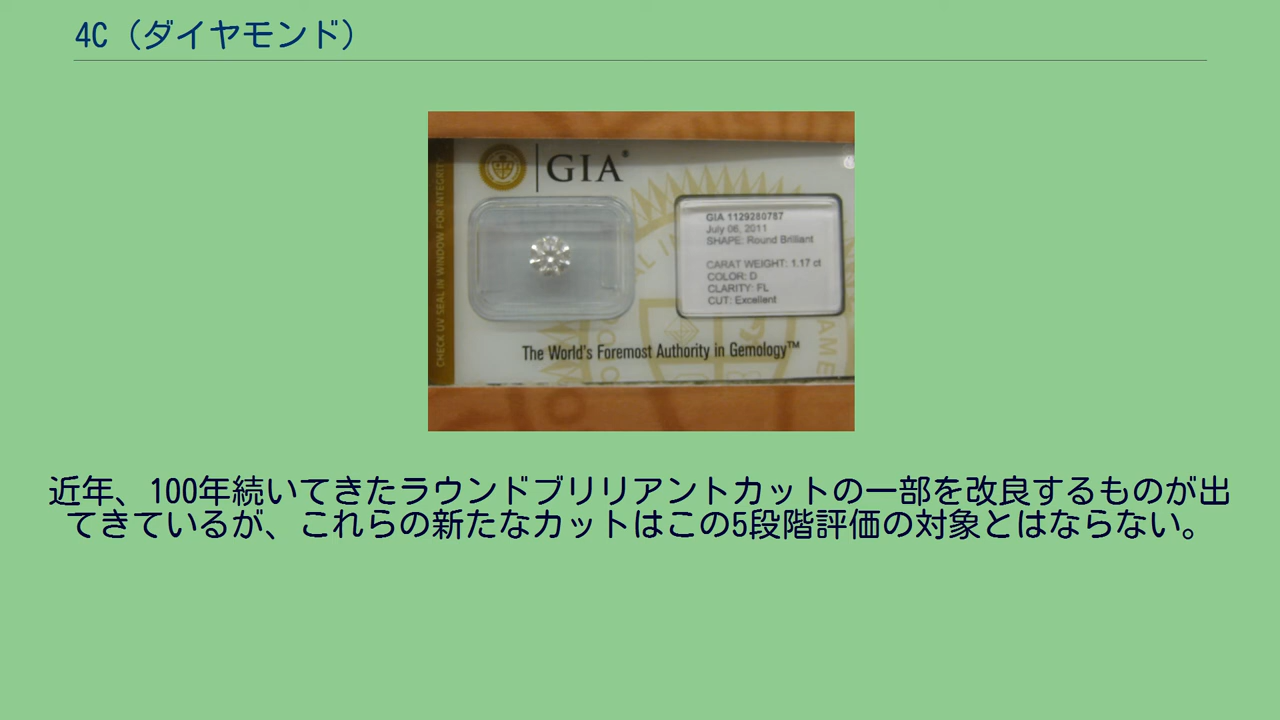 4C（ダイヤモンド）
CHECK UV SEAL IN WINDOW FOR INTEGRITY
GIA®
GIA 1129280787
July 06, 2011
SHAPE: Round Brilliant
CARAT WEIGHT: 1.17 ct
COLOR: D
CLARITY: FL
CUT: Excellent
The World's Foremost Authority in Gemology™
近年、100年続いてきたラウンドブリリアントカットの一部を改良するものが出
てきているが、これらの新たなカットはこの5段階評価の対象とはならない。